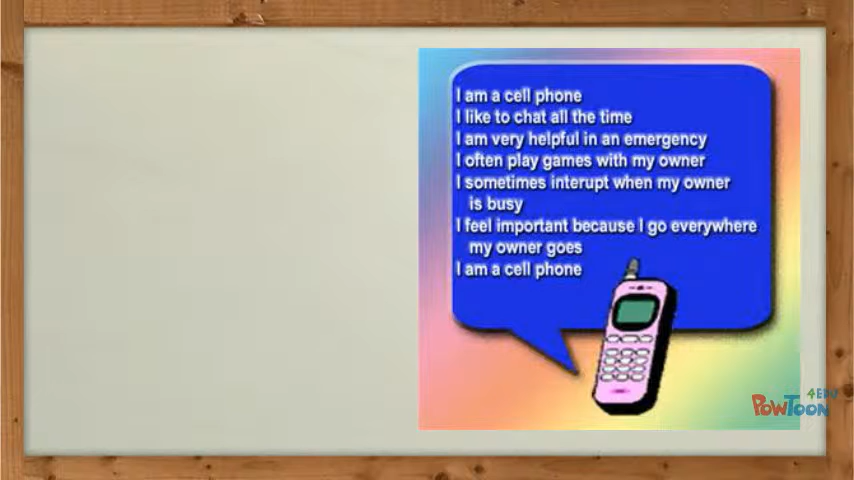 I am a cell phone
I like to chat all the time
I am very helpful in an emergency
I often play games with my owner
I sometimes interupt when my owner
is busy
I feel important because I go everywhere
my owner goes
I am a cell phone
4EDU
POWTOON